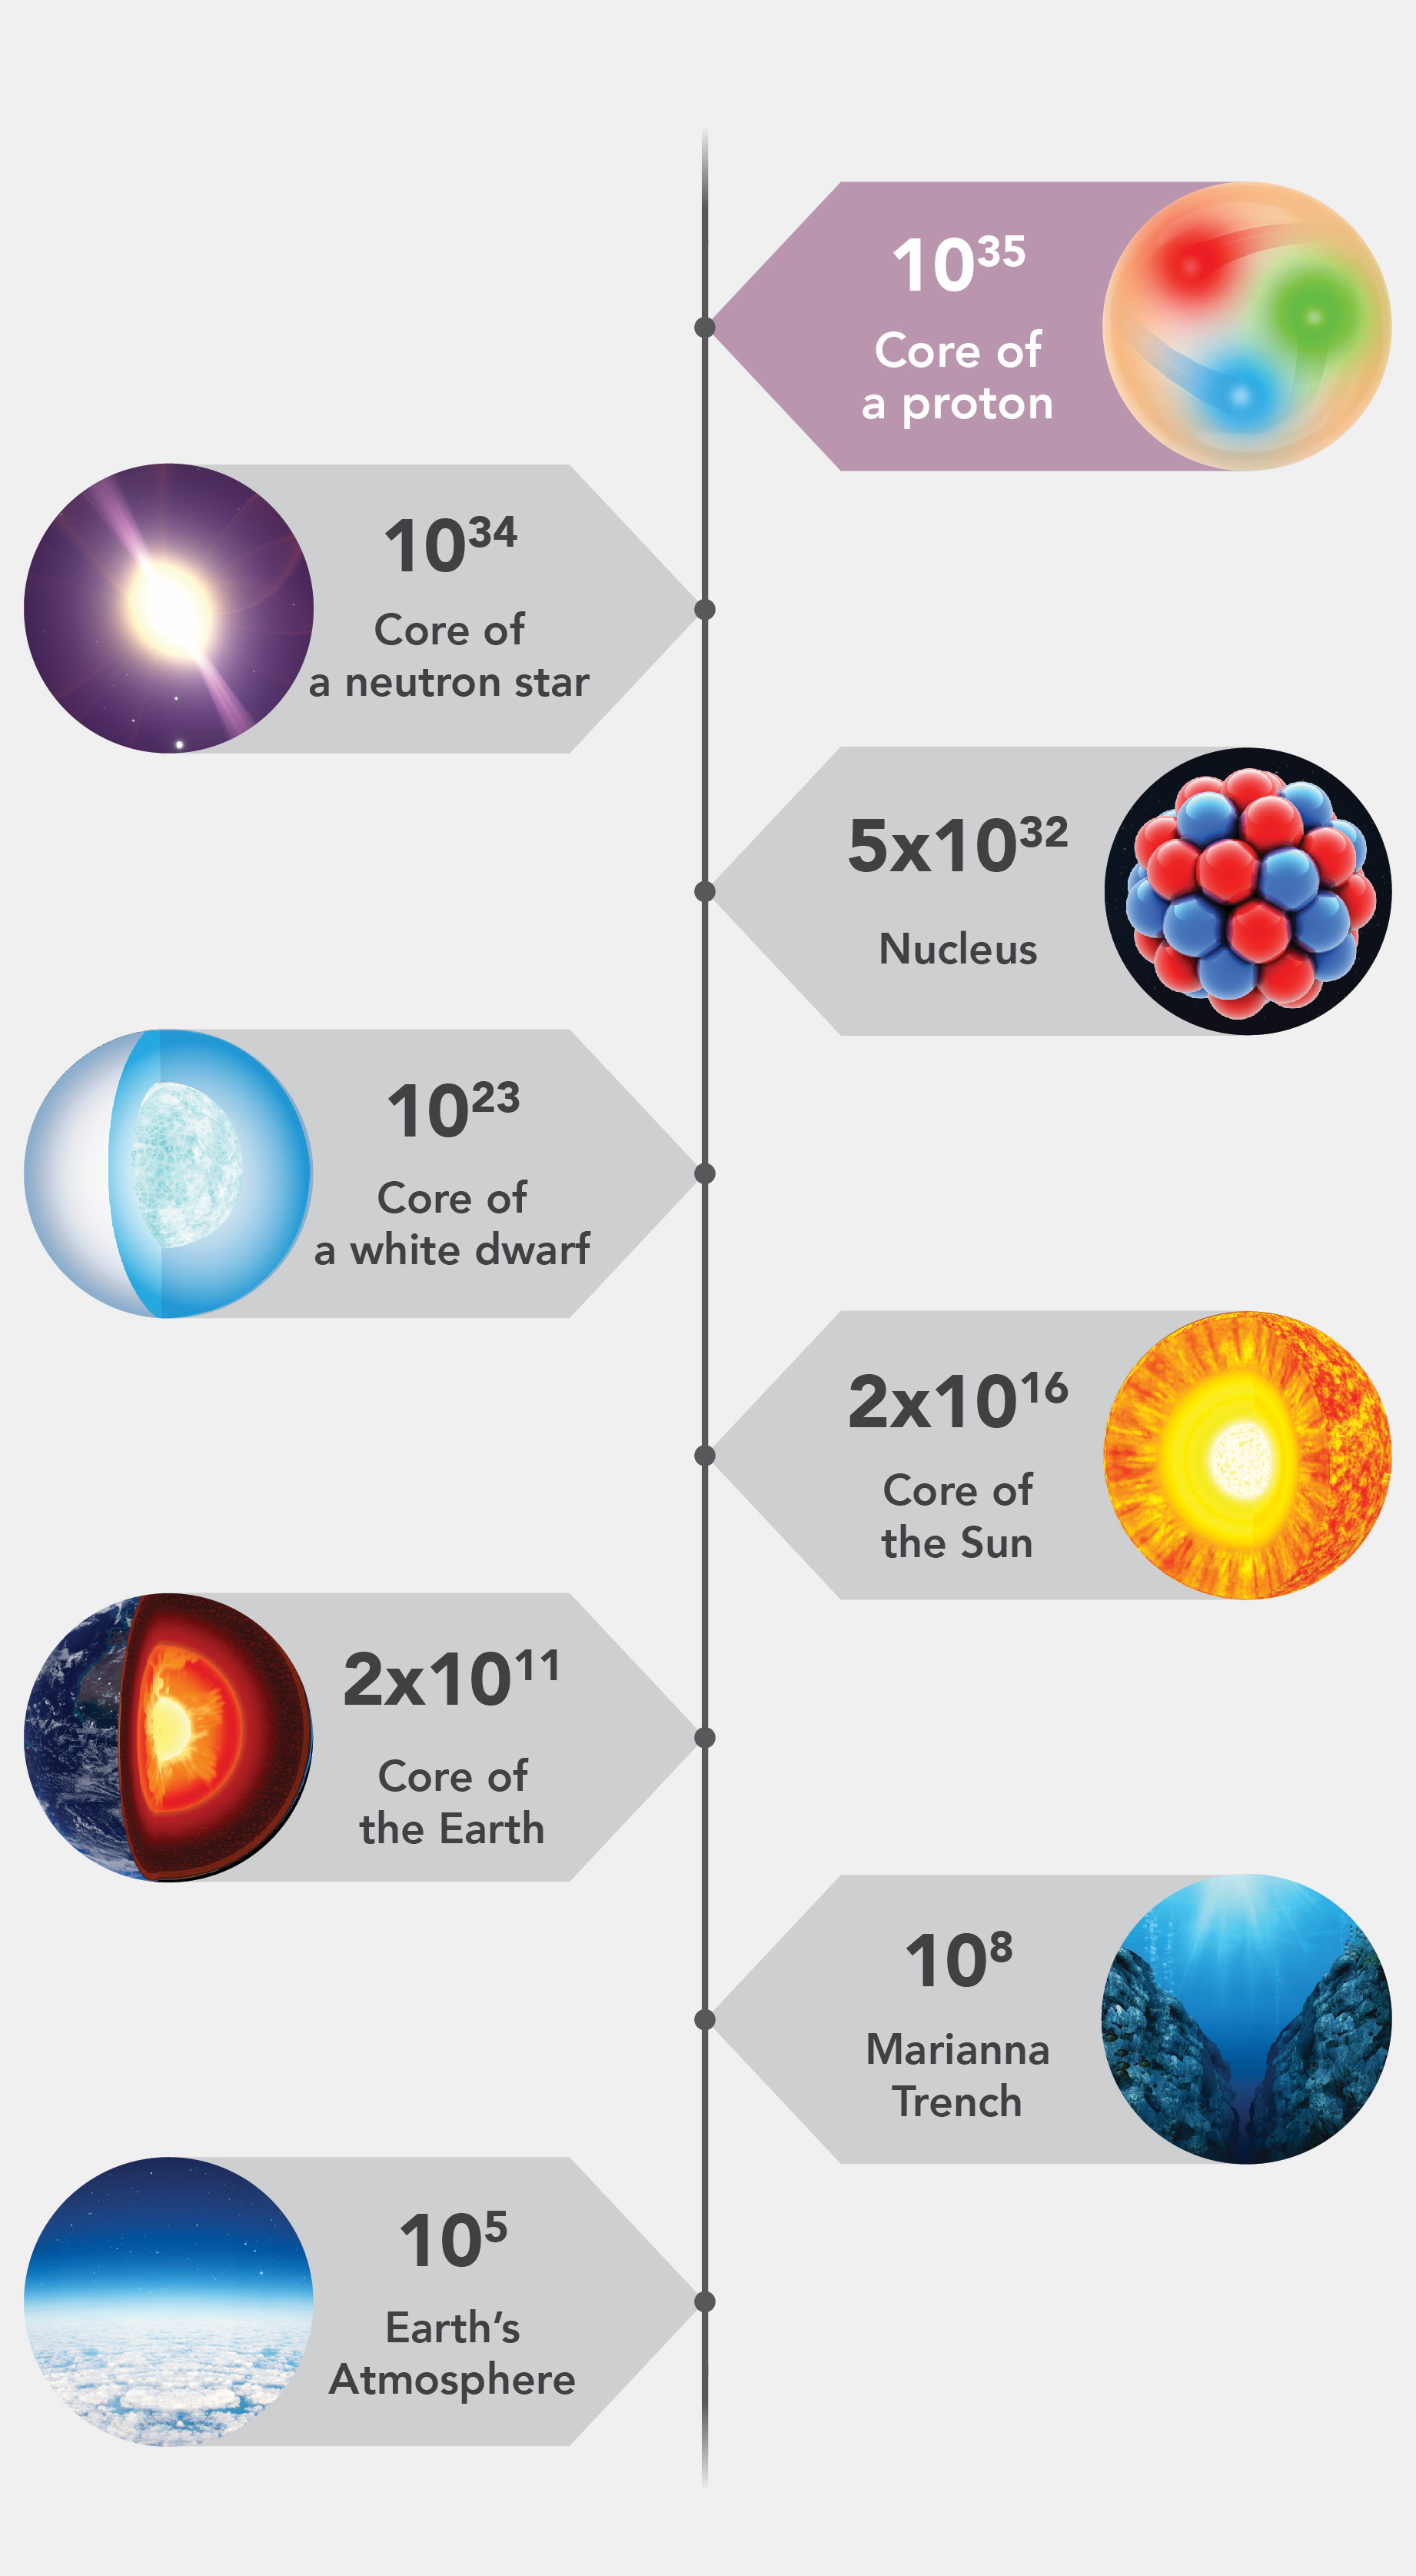 10³⁵
Core of
a proton
10³⁴
Core of
a neutron star
5x10³²
Nucleus
10²³
Core of
a white dwarf
2x10¹⁶
Core of
the Sun
2x10¹¹
Core of
the Earth
10⁸
Marianna
Trench
10⁵
Earth’s
Atmosphere